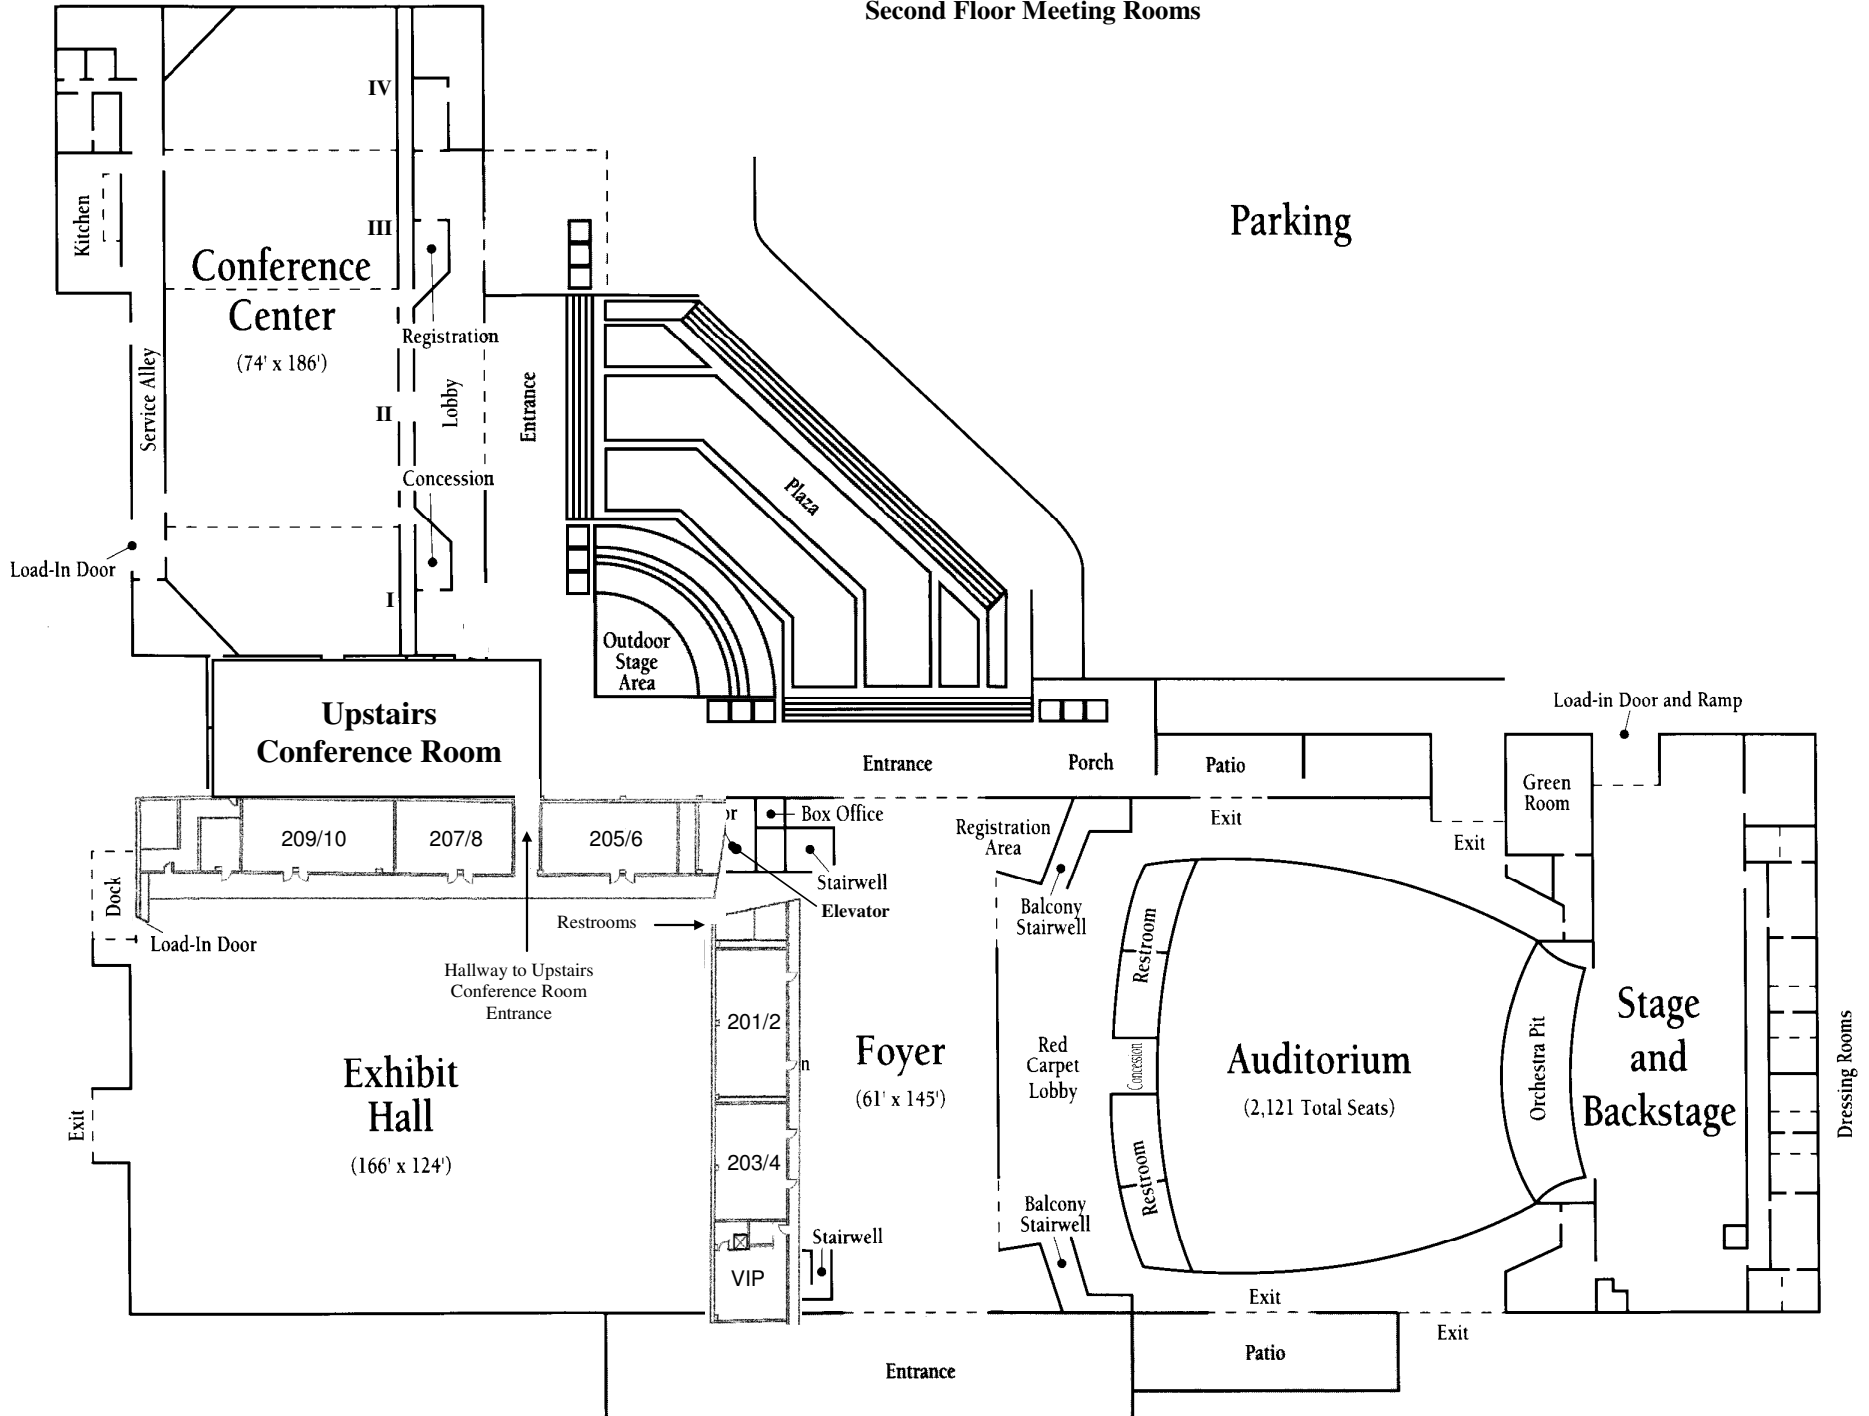 Second Floor Meeting Rooms
IV
III
II
I
Kitchen
Conference
Center
(74' x 186')
Registration
Service Alley
Lobby
Entrance
Concession
Load-In Door
Parking
Plaza
Outdoor
Stage
Area
Upstairs
Conference Room
Entrance
Porch
Patio
Load-in Door and Ramp
Green
Room
209/10
207/8
205/6
or
Box Office
Stairwell
Elevator
Registration
Area
Exit
Exit
Balcony
Stairwell
Dock
Load-In Door
Restrooms
Hallway to Upstairs
Conference Room
Entrance
201/2
203/4
VIP
n
Foyer
(61' x 145')
Red
Carpet
Lobby
Restroom
Concession
Restroom
Auditorium
(2,121 Total Seats)
Orchestra Pit
Stage
and
Backstage
Dressing Rooms
Exhibit
Hall
(166' x 124')
Exit
Stairwell
Balcony
Stairwell
Exit
Exit
Patio
Entrance